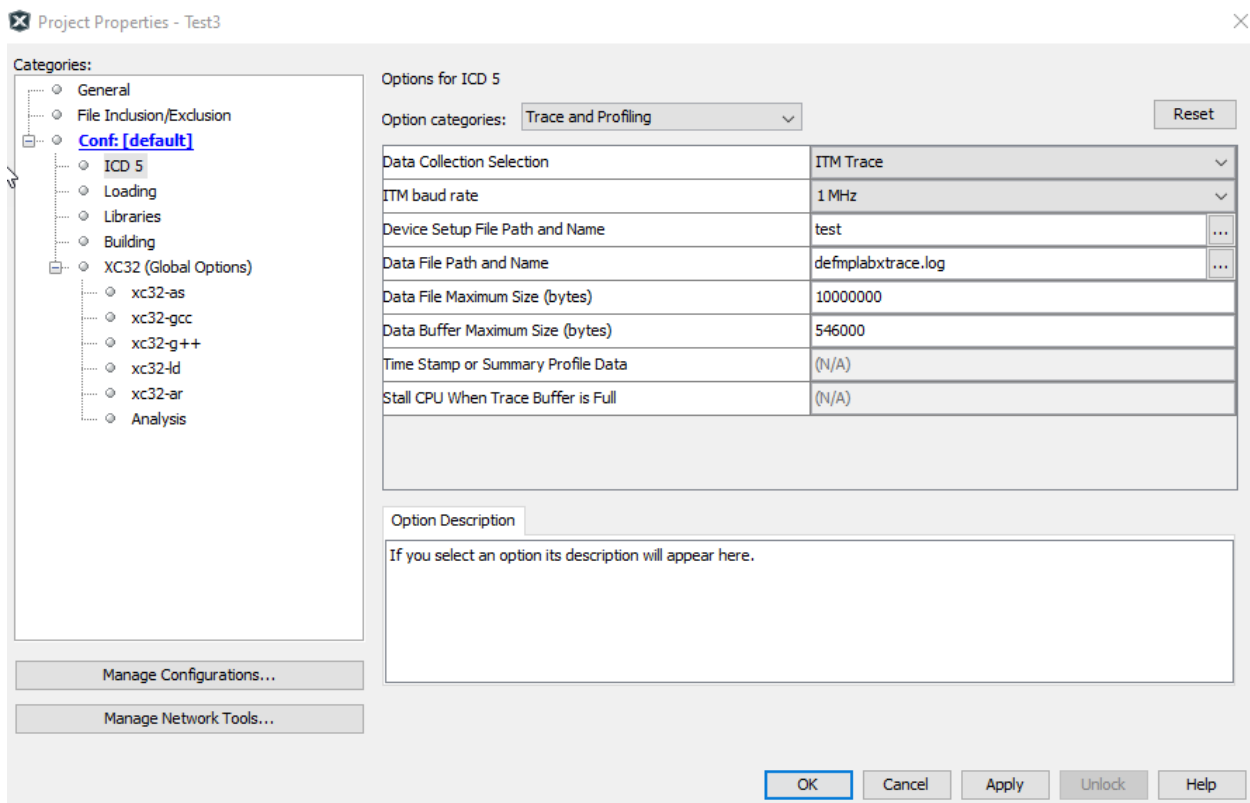 Project Properties - Test3
Categories:
General
File Inclusion/Exclusion
Conf: [default]
ICD 5
Loading
Libraries
Building
XC32 (Global Options)
xc32-as
xc32-gcc
xc32-g++
xc32-ld
xc32-ar
Analysis
Manage Configurations...
Manage Network Tools...
Options for ICD 5
Option categories: Trace and Profiling Reset
Data Collection Selection ITM Trace
ITM baud rate 1 MHz
Device Setup File Path and Name test ...
Data File Path and Name defmplabxtrace.log ...
Data File Maximum Size (bytes) 10000000
Data Buffer Maximum Size (bytes) 546000
Time Stamp or Summary Profile Data (N/A)
Stall CPU When Trace Buffer is Full (N/A)
Option Description
If you select an option its description will appear here.
OK Cancel Apply Unlock Help